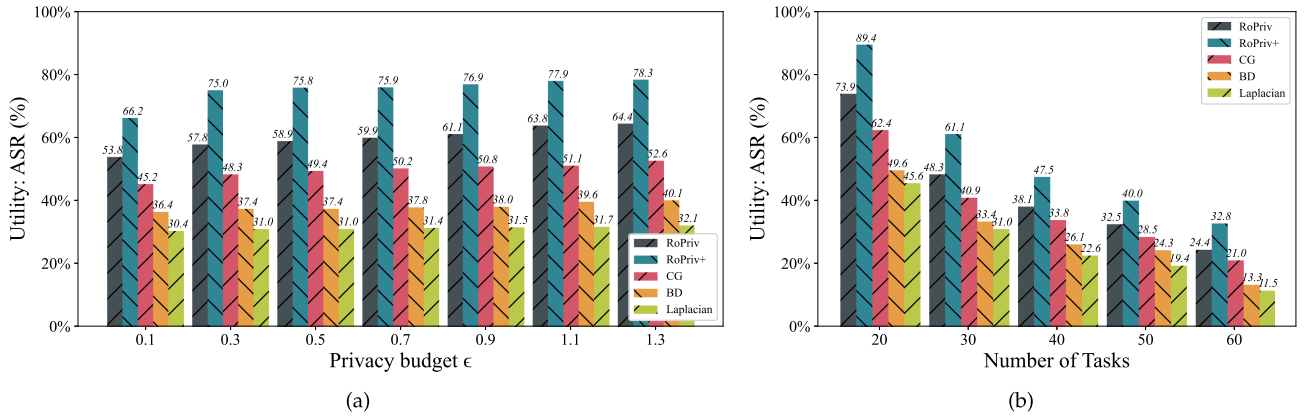 100%
80%
60%
40%
20%
0%
Utility: ASR (%)
53.8 66.2 45.2 36.4 30.4
57.8 75.0 48.3 37.4 31.0
58.9 75.8 49.4 37.4 31.0
59.9 75.9 50.2 37.8 31.4
61.1 76.9 50.8 38.0 31.5
63.8 77.9 51.1 39.6 31.7
64.4 78.3 52.6 40.1 32.1
RoPriv
RoPriv+
CG
BD
Laplacian
0.1 0.3 0.5 0.7 0.9 1.1 1.3
Privacy budget ϵ
(a)
100%
80%
60%
40%
20%
0%
Utility: ASR (%)
73.9 89.4 62.4 49.6 45.6
48.3 61.1 40.9 33.4 31.0
38.1 47.5 33.8 26.1 22.6
32.5 40.0 28.5 24.3 19.4
24.4 32.8 21.0 13.3 11.5
RoPriv
RoPriv+
CG
BD
Laplacian
20 30 40 50 60
Number of Tasks
(b)